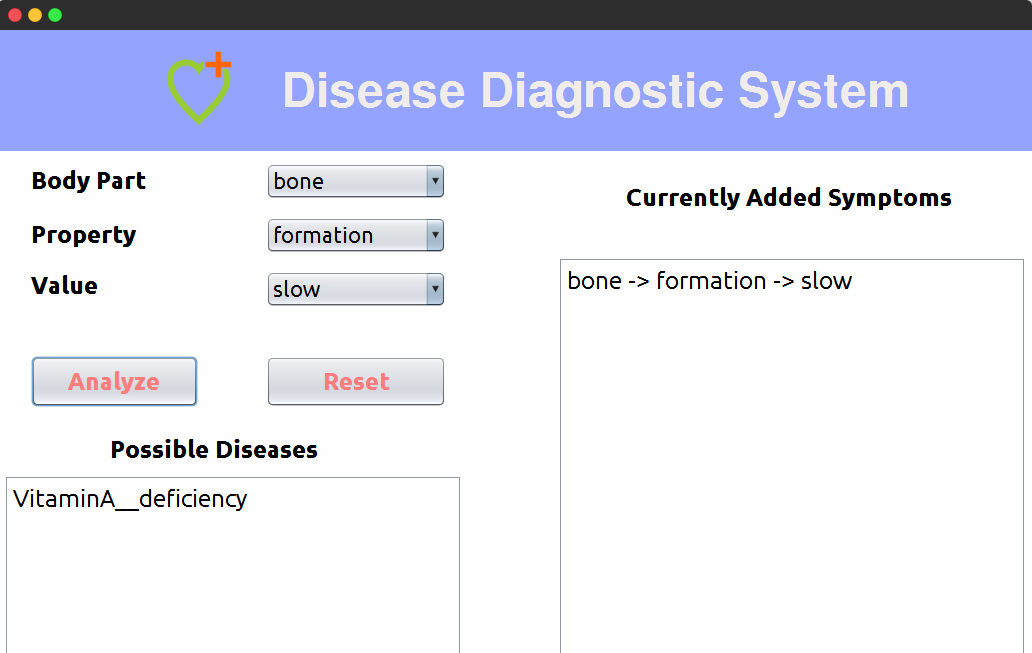 Disease Diagnostic System
Body Part
bone
Property
formation
Value
slow
Analyze
Reset
Possible Diseases
VitaminA__deficiency
Currently Added Symptoms
bone -> formation -> slow